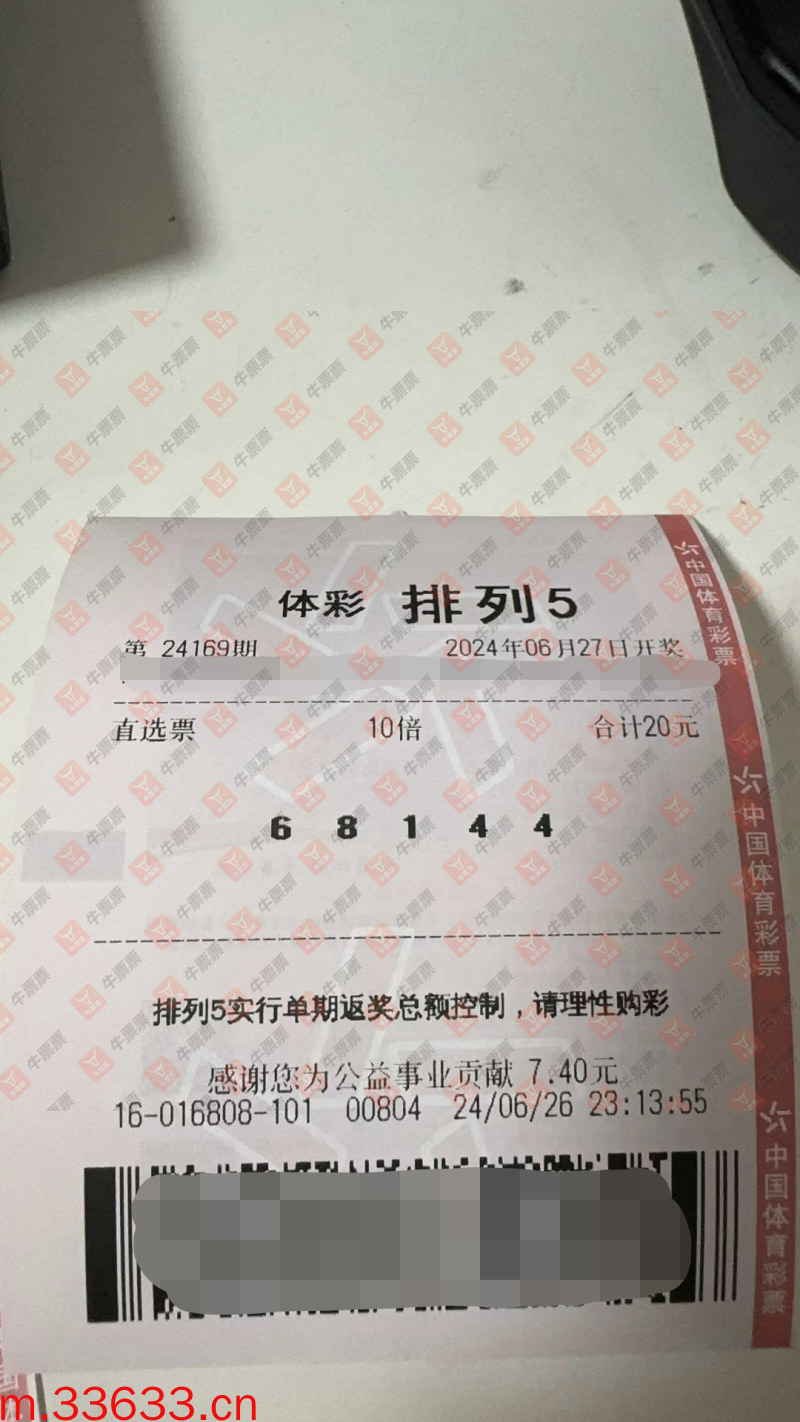 体彩 排列5
第 24169期 2024年06月27日开奖
直选票 10倍 合计20元
6 8 1 4 4
排列5实行单期返奖总额控制，请理性购彩
感谢您为公益事业贡献 7.40元
16-016808-101 00804 24/06/26 23:13:55
中国体育彩票
中国体育彩票
中国体育彩票
牛票票
m.33633.cn